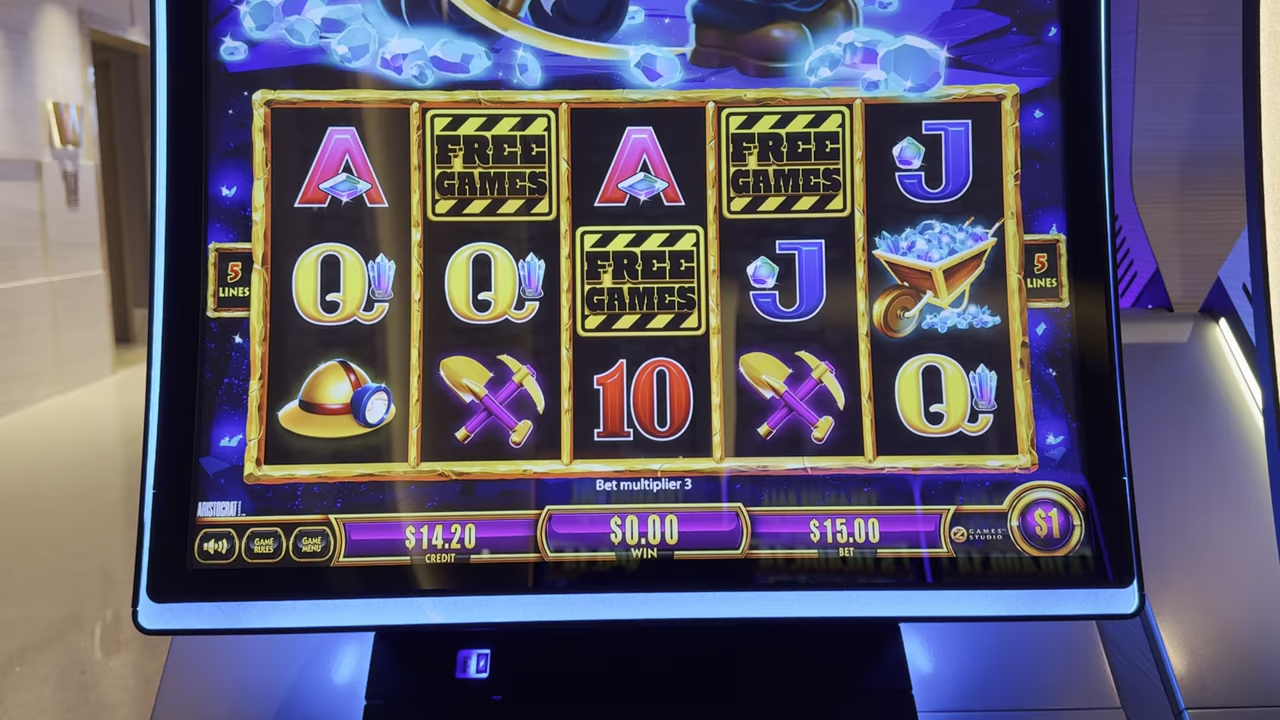 A
FREE
GAMES
A
FREE
GAMES
J
5
LINES
Q
Q
FREE
GAMES
J
5
LINES
10
Q
Bet multiplier 3
ARISTOCRAT
GAME
RULES
GAME
MENU
$14.20
CREDIT
$0.00
WIN
$15.00
BET
GAMES
STUDIO
$1